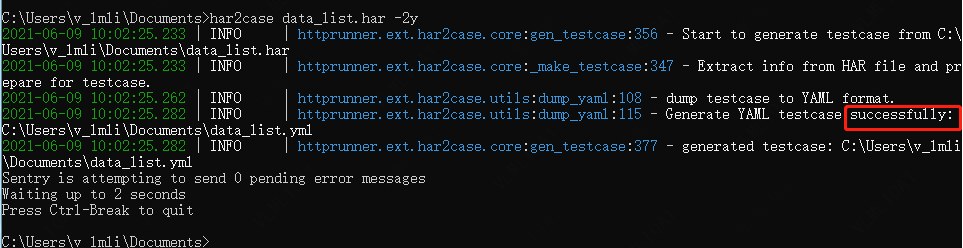 C:\Users\v_lmli\Documents>har2case data_list.har -2y
2021-06-09 10:02:25.233 | INFO     | httprunner.ext.har2case.core:gen_testcase:356 - Start to generate testcase from C:\
Users\v_lmli\Documents\data_list.har
2021-06-09 10:02:25.233 | INFO     | httprunner.ext.har2case.core:_make_testcase:347 - Extract info from HAR file and pr
epare for testcase.
2021-06-09 10:02:25.262 | INFO     | httprunner.ext.har2case.utils:dump_yaml:108 - dump testcase to YAML format.
2021-06-09 10:02:25.282 | INFO     | httprunner.ext.har2case.utils:dump_yaml:115 - Generate YAML testcase successfully:
C:\Users\v_lmli\Documents\data_list.yml
2021-06-09 10:02:25.282 | INFO     | httprunner.ext.har2case.core:gen_testcase:377 - generated testcase: C:\Users\v_lmli
\Documents\data_list.yml
Sentry is attempting to send 0 pending error messages
Waiting up to 2 seconds
Press Ctrl-Break to quit
C:\Users\v_lmli\Documents>